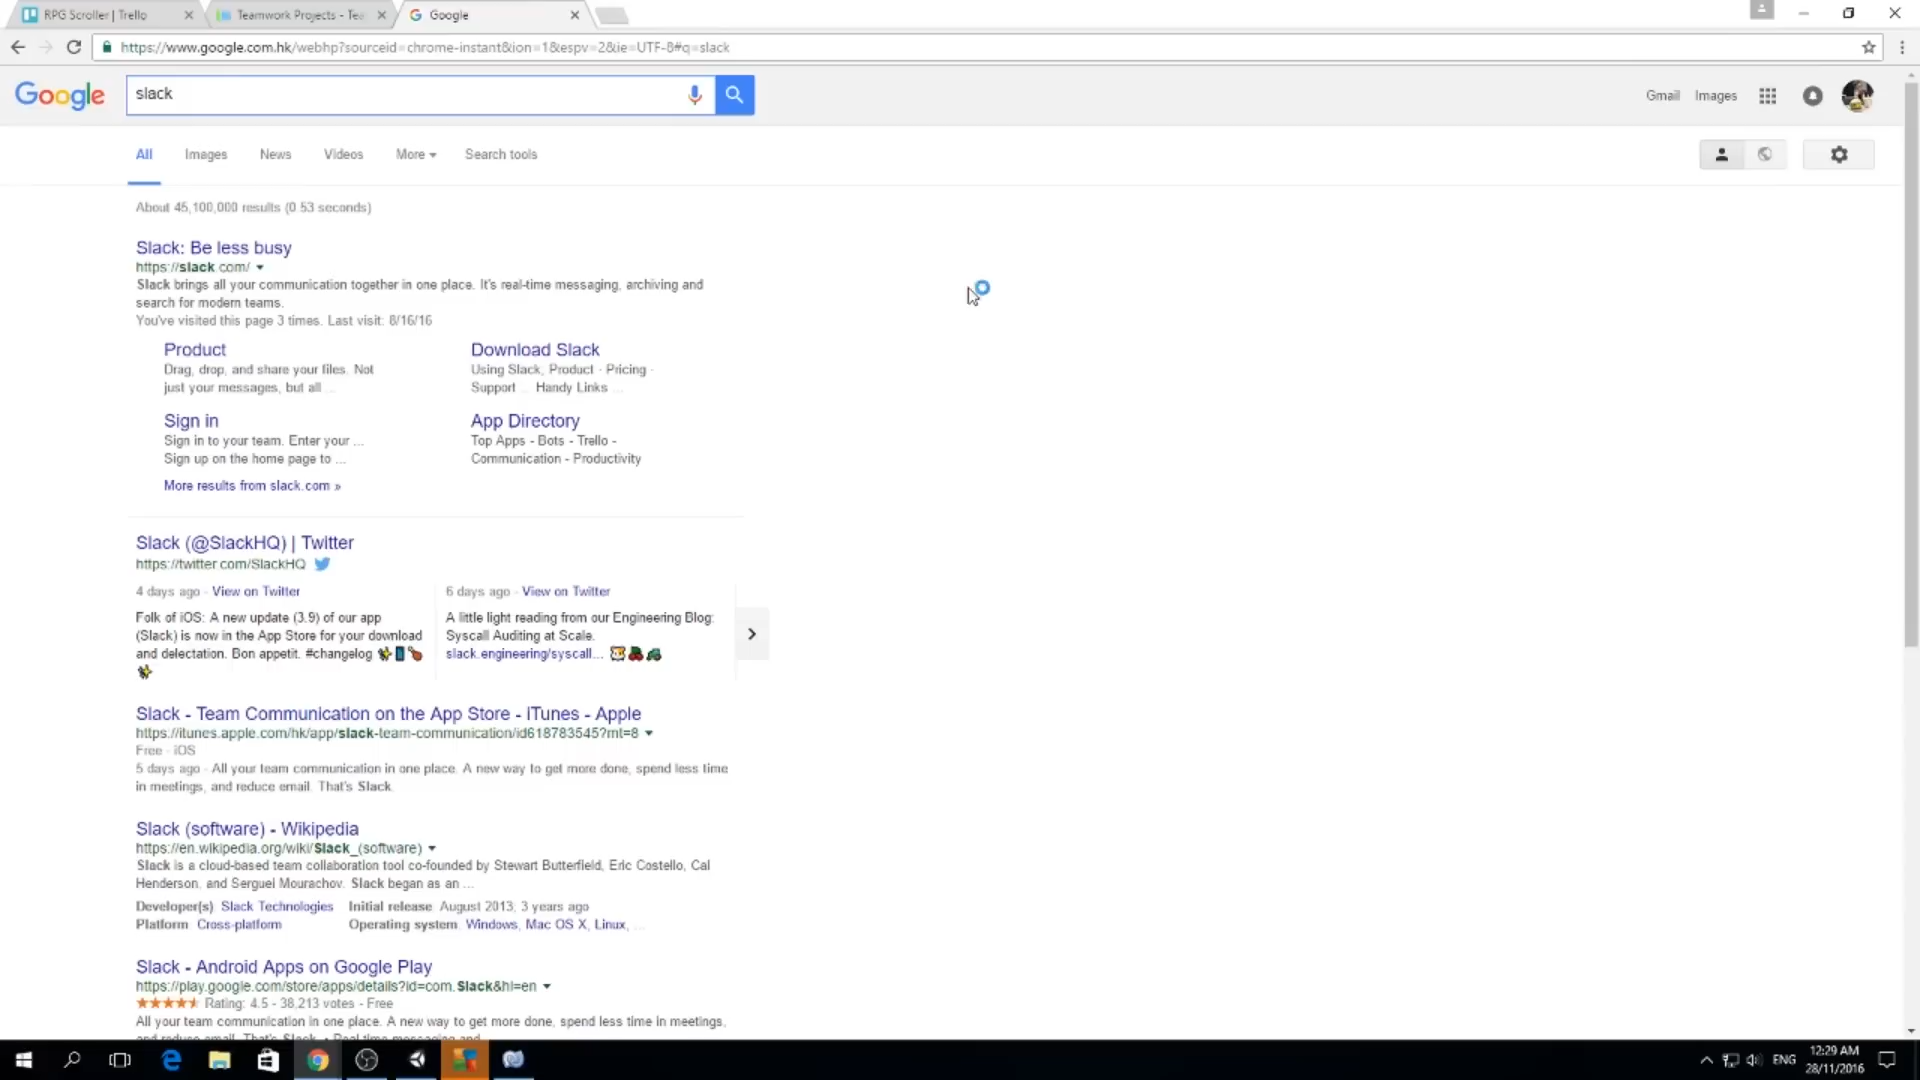 RPG Scroller | Trello
Teamwork Projects - Tea
Google
https://www.google.com.hk/webhp?sourceid=chrome-instant&ion=1&espv=2&ie=UTF-8#q=slack
Google
slack
Gmail
Images
All
Images
News
Videos
More
Search tools
About 45,100,000 results (0.53 seconds)
Slack: Be less busy
https://slack.com/
Slack brings all your communication together in one place. It's real-time messaging, archiving and
search for modern teams.
You've visited this page 3 times. Last visit: 8/16/16
Product
Drag, drop, and share your files. Not
just your messages, but all ...
Download Slack
Using Slack, Product · Pricing ·
Support ... Handy Links ...
Sign in
Sign in to your team. Enter your ...
Sign up on the home page to ...
App Directory
Top Apps - Bots - Trello -
Communication - Productivity
More results from slack.com »
Slack (@SlackHQ) | Twitter
https://twitter.com/SlackHQ
4 days ago - View on Twitter
Folk of iOS: A new update (3.9) of our app
(Slack) is now in the App Store for your download
and delectation. Bon appetit. #changelog
6 days ago - View on Twitter
A little light reading from our Engineering Blog:
Syscall Auditing at Scale.
slack.engineering/syscall...
Slack - Team Communication on the App Store - iTunes - Apple
https://itunes.apple.com/hk/app/slack-team-communication/id618783545?mt=8
Free - iOS
5 days ago - All your team communication in one place. A new way to get more done, spend less time
in meetings, and reduce email. That's Slack.
Slack (software) - Wikipedia
https://en.wikipedia.org/wiki/Slack_(software)
Slack is a cloud-based team collaboration tool co-founded by Stewart Butterfield, Eric Costello, Cal
Henderson, and Serguei Mourachov. Slack began as an ...
Developer(s): Slack Technologies
Initial release: August 2013; 3 years ago
Platform: Cross-platform
Operating system: Windows, Mac OS X, Linux, ...
Slack - Android Apps on Google Play
https://play.google.com/store/apps/details?id=com.Slack&hl=en
Rating: 4.5 - 38,213 votes - Free
All your team communication in one place. A new way to get more done, spend less time in meetings,
and reduce email. That's Slack. • Real time messaging and
ENG
12:29 AM
28/11/2016